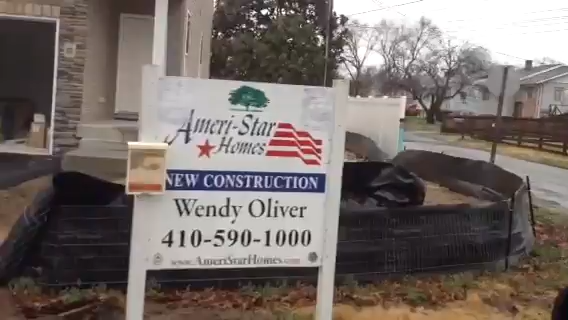 Ameri-Star
Homes
NEW CONSTRUCTION
Wendy Oliver
410-590-1000
www.AmeriStarHomes.com